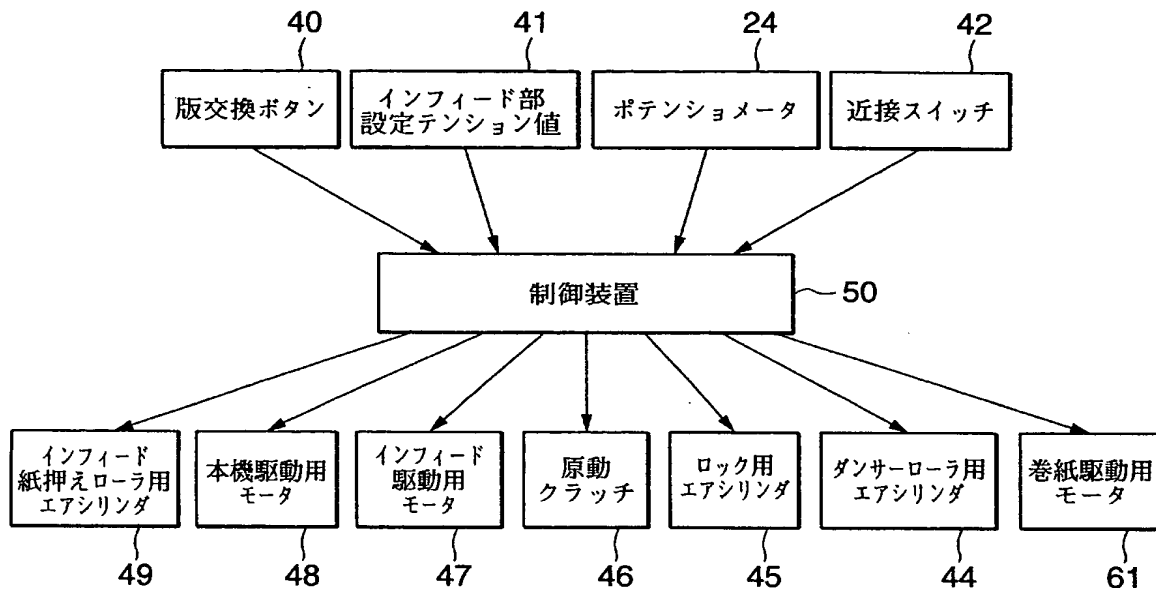 40
41
24
42
版交換ボタン
インフィード部
設定テンション値
ポテンショメータ
近接スイッチ
制御装置
50
インフィード
紙押えローラ用
エアシリンダ
本機駆動用
モータ
インフィード
駆動用
モータ
原動
クラッチ
ロック用
エアシリンダ
ダンサーローラ用
エアシリンダ
巻紙駆動用
モータ
49
48
47
46
45
44
61